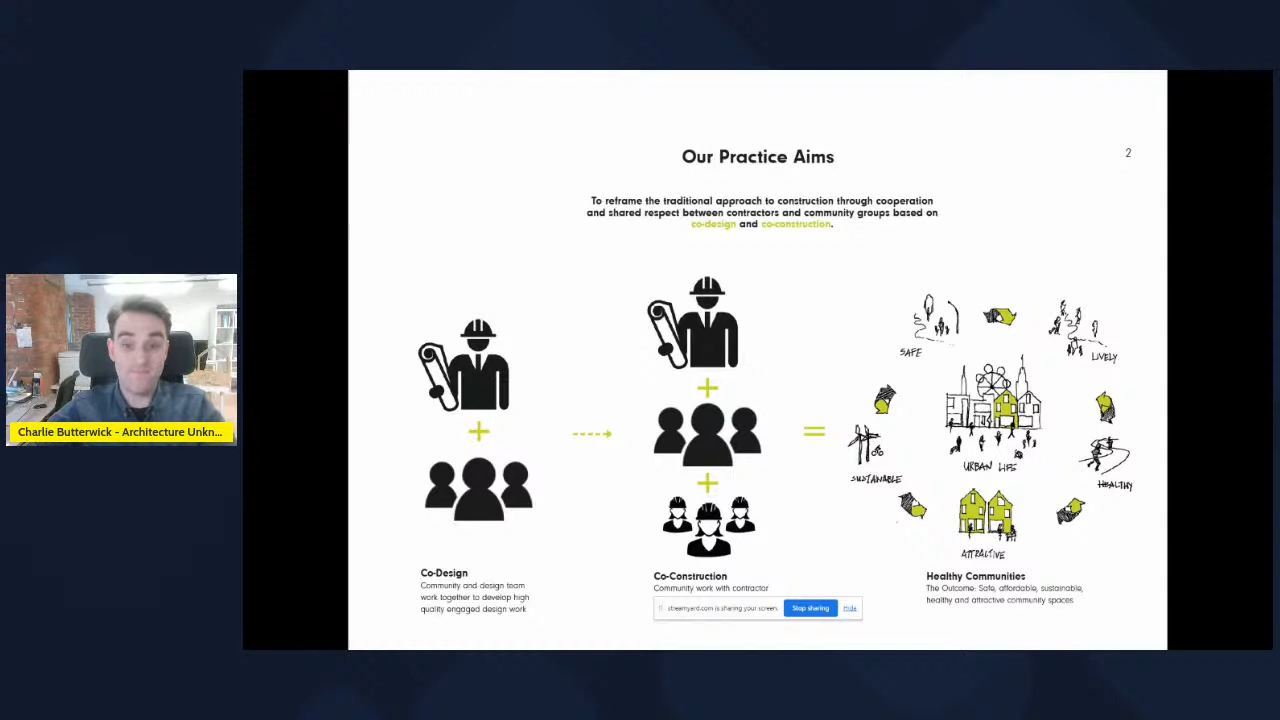 Our Practice Aims
2
To reframe the traditional approach to construction through cooperation
and shared respect between contractors and community groups based on
co-design and co-construction.
SAFE
LIVELY
SUSTAINABLE
URBAN LIFE
HEALTHY
ATTRACTIVE
Charlie Butterwick - Architecture Unkn...
Co-Design
Community and design team
work together to develop high
quality engaged design work
Co-Construction
Community work with contractor
streamyard.com is sharing your screen.
Stop sharing
Hide
Healthy Communities
The Outcome: Safe, affordable, sustainable,
healthy and attractive community spaces